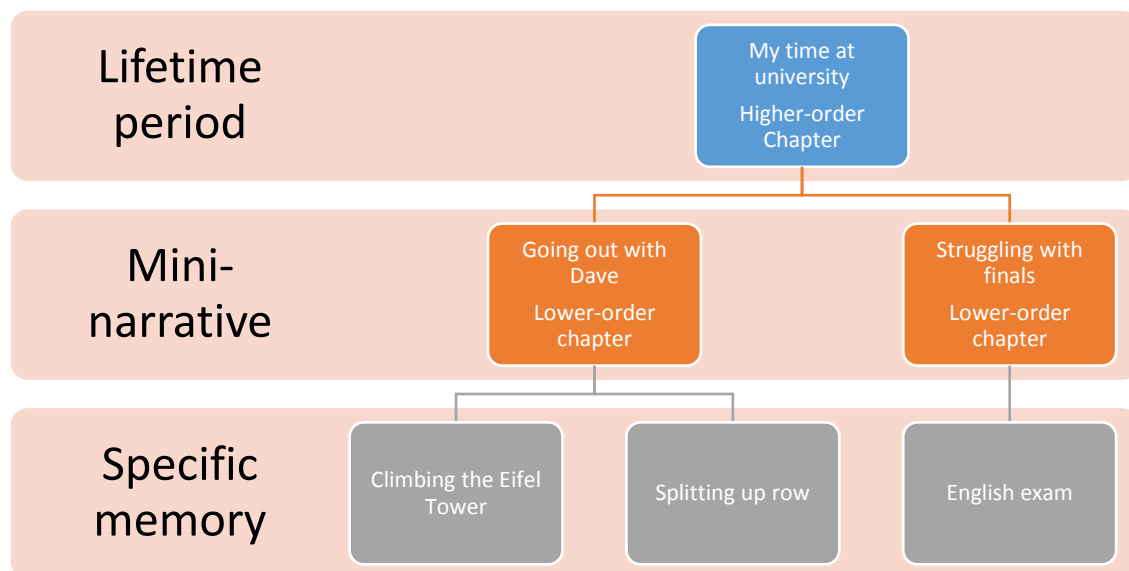 Lifetime
period
My time at
university
Higher-order
Chapter
Mini-
narrative
Going out with
Dave
Lower-order
chapter
Struggling with
finals
Lower-order
chapter
Specific
memory
Climbing the Eifel
Tower
Splitting up row
English exam